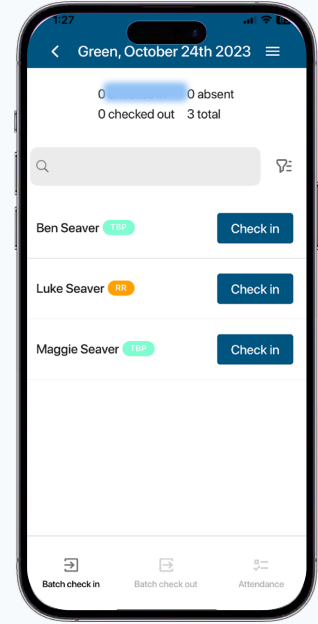 1:27
Green, October 24th 2023
0 0 absent
0 checked out 3 total
Ben Seaver TBP Check in
Luke Seaver RR Check in
Maggie Seaver TBP Check in
Batch check in Batch check out Attendance